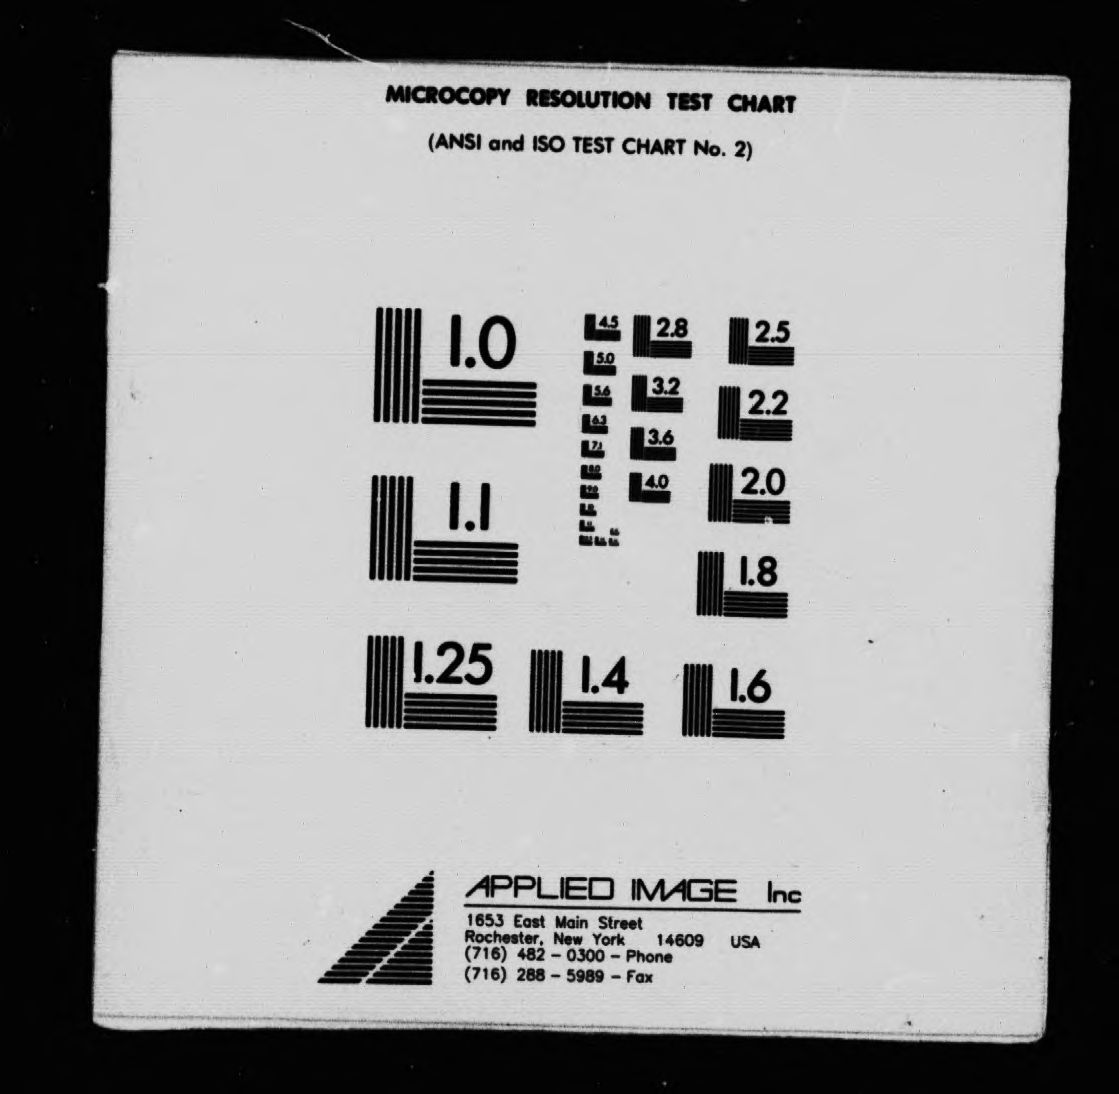 MICROCOPY RESOLUTION TEST CHART
(ANSI and ISO TEST CHART No. 2)
1.0
1.1
1.25
1.4
1.6
1.8
2.0
2.2
2.5
2.8
3.2
3.6
4.0
4.5
5.0
5.6
6.3
7.1
8.0
9.0
APPLIED IMAGE Inc
1653 East Main Street
Rochester, New York 14609 USA
(716) 482 - 0300 - Phone
(716) 288 - 5989 - Fax